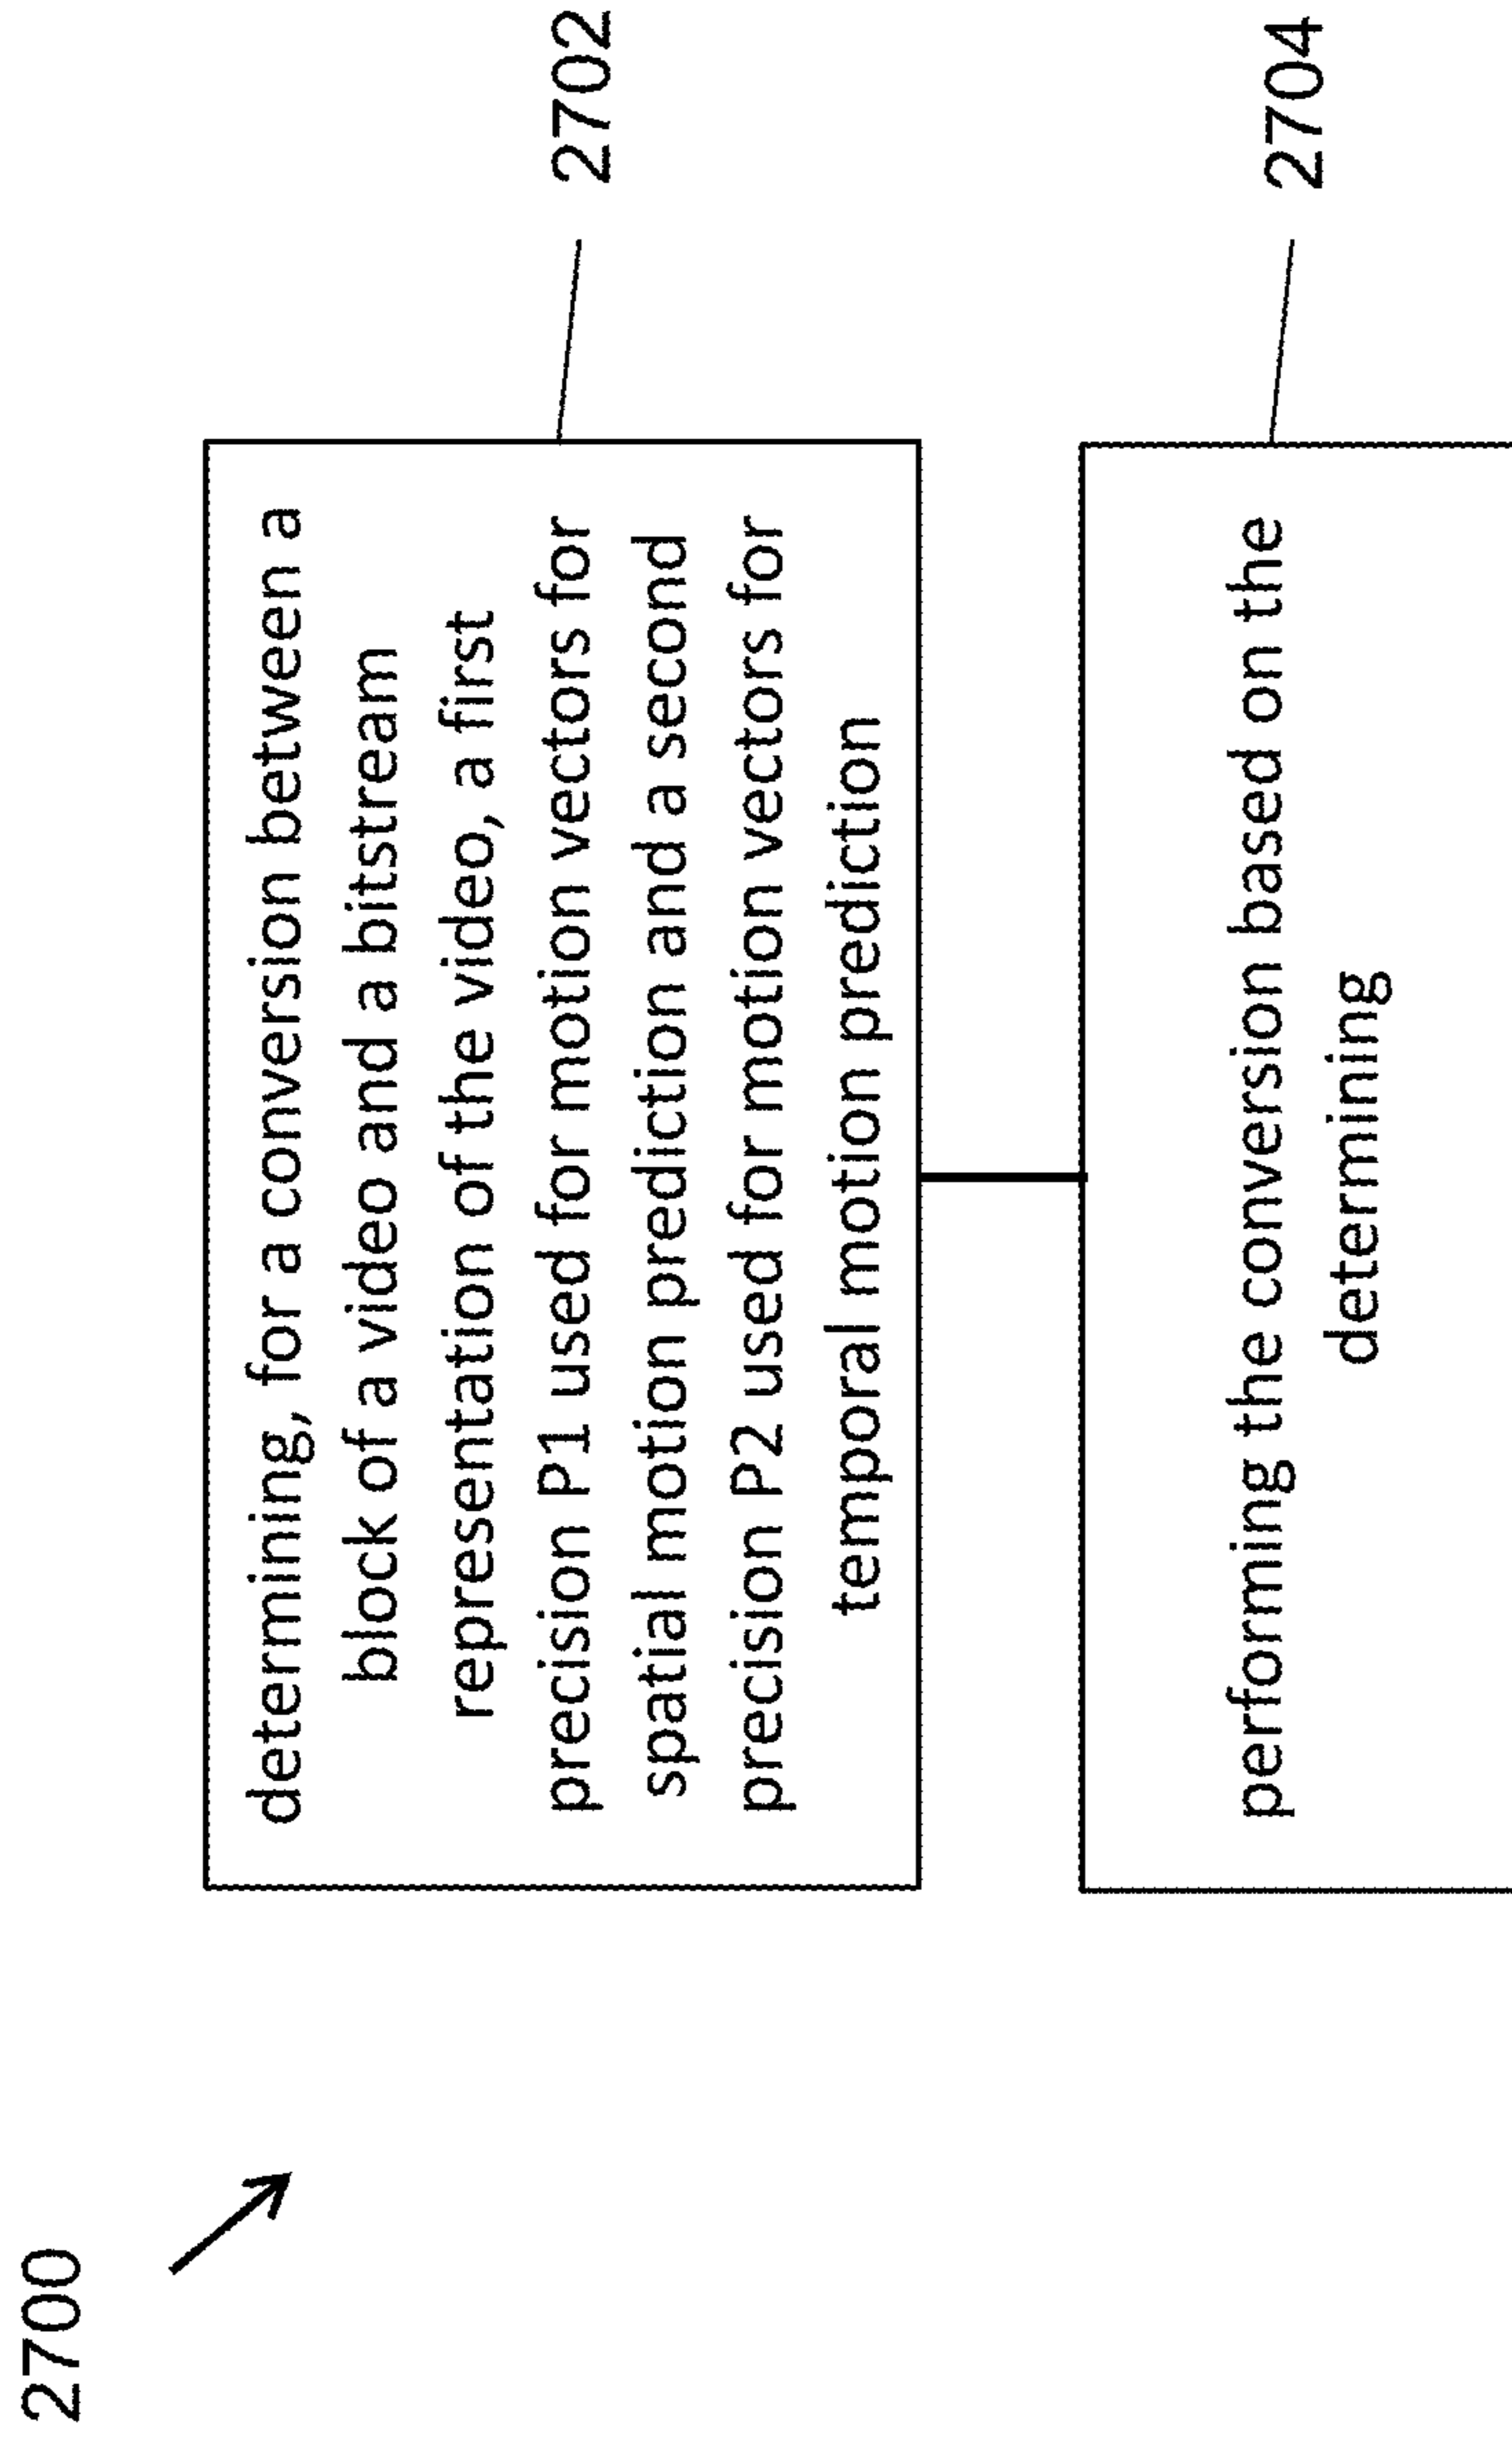 2700
determining, for a conversion between a
block of a video and a bitstream
representation of the video, a first
precision P1 used for motion vectors for
spatial motion prediction and a second
precision P2 used for motion vectors for
temporal motion prediction
2702
performing the conversion based on the
determining
2704